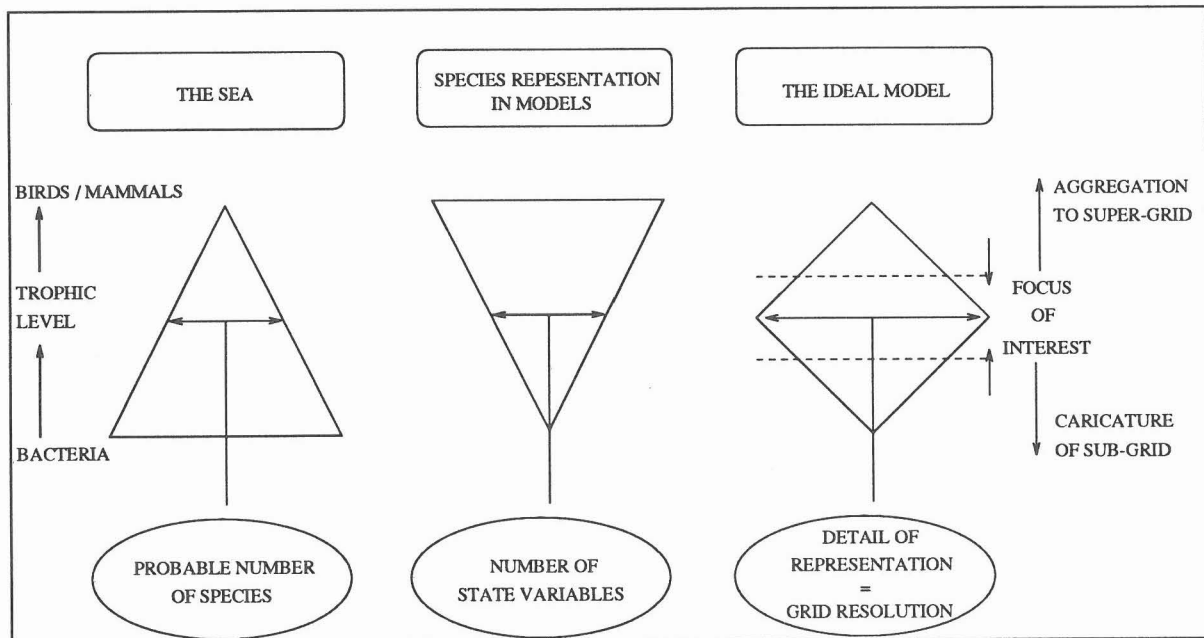 THE SEA
SPECIES REPESENTATION
IN MODELS
THE IDEAL MODEL
BIRDS / MAMMALS
TROPHIC
LEVEL
BACTERIA
AGGREGATION
TO SUPER-GRID
FOCUS
OF
INTEREST
CARICATURE
OF SUB-GRID
PROBABLE NUMBER
OF SPECIES
NUMBER OF
STATE VARIABLES
DETAIL OF
REPRESENTATION
=
GRID RESOLUTION